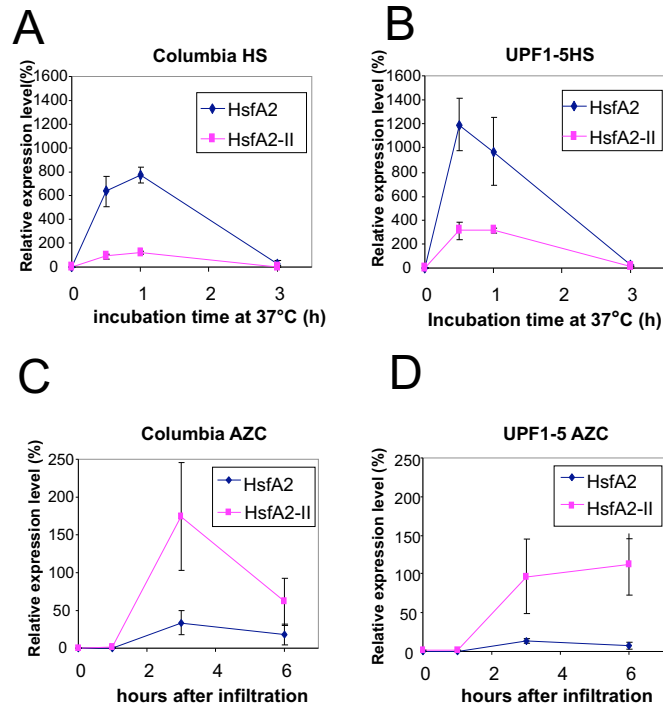 A
Columbia HS
Relative expression level(%)
1600
1400
1200
1000
800
600
400
200
0
HsfA2
HsfA2-II
0
1
2
3
incubation time at 37°C (h)
B
UPF1-5HS
Relative expression level (%)
1600
1400
1200
1000
800
600
400
200
0
HsfA2
HsfA2-II
0
1
2
3
Incubation time at 37°C (h)
C
Columbia AZC
Relative expression level (%)
250
200
150
100
50
0
HsfA2
HsfA2-II
0
2
4
6
hours after infiltration
D
UPF1-5 AZC
Relative expression level (%)
250
200
150
100
50
0
HsfA2
HsfA2-II
0
2
4
6
hours after infiltration